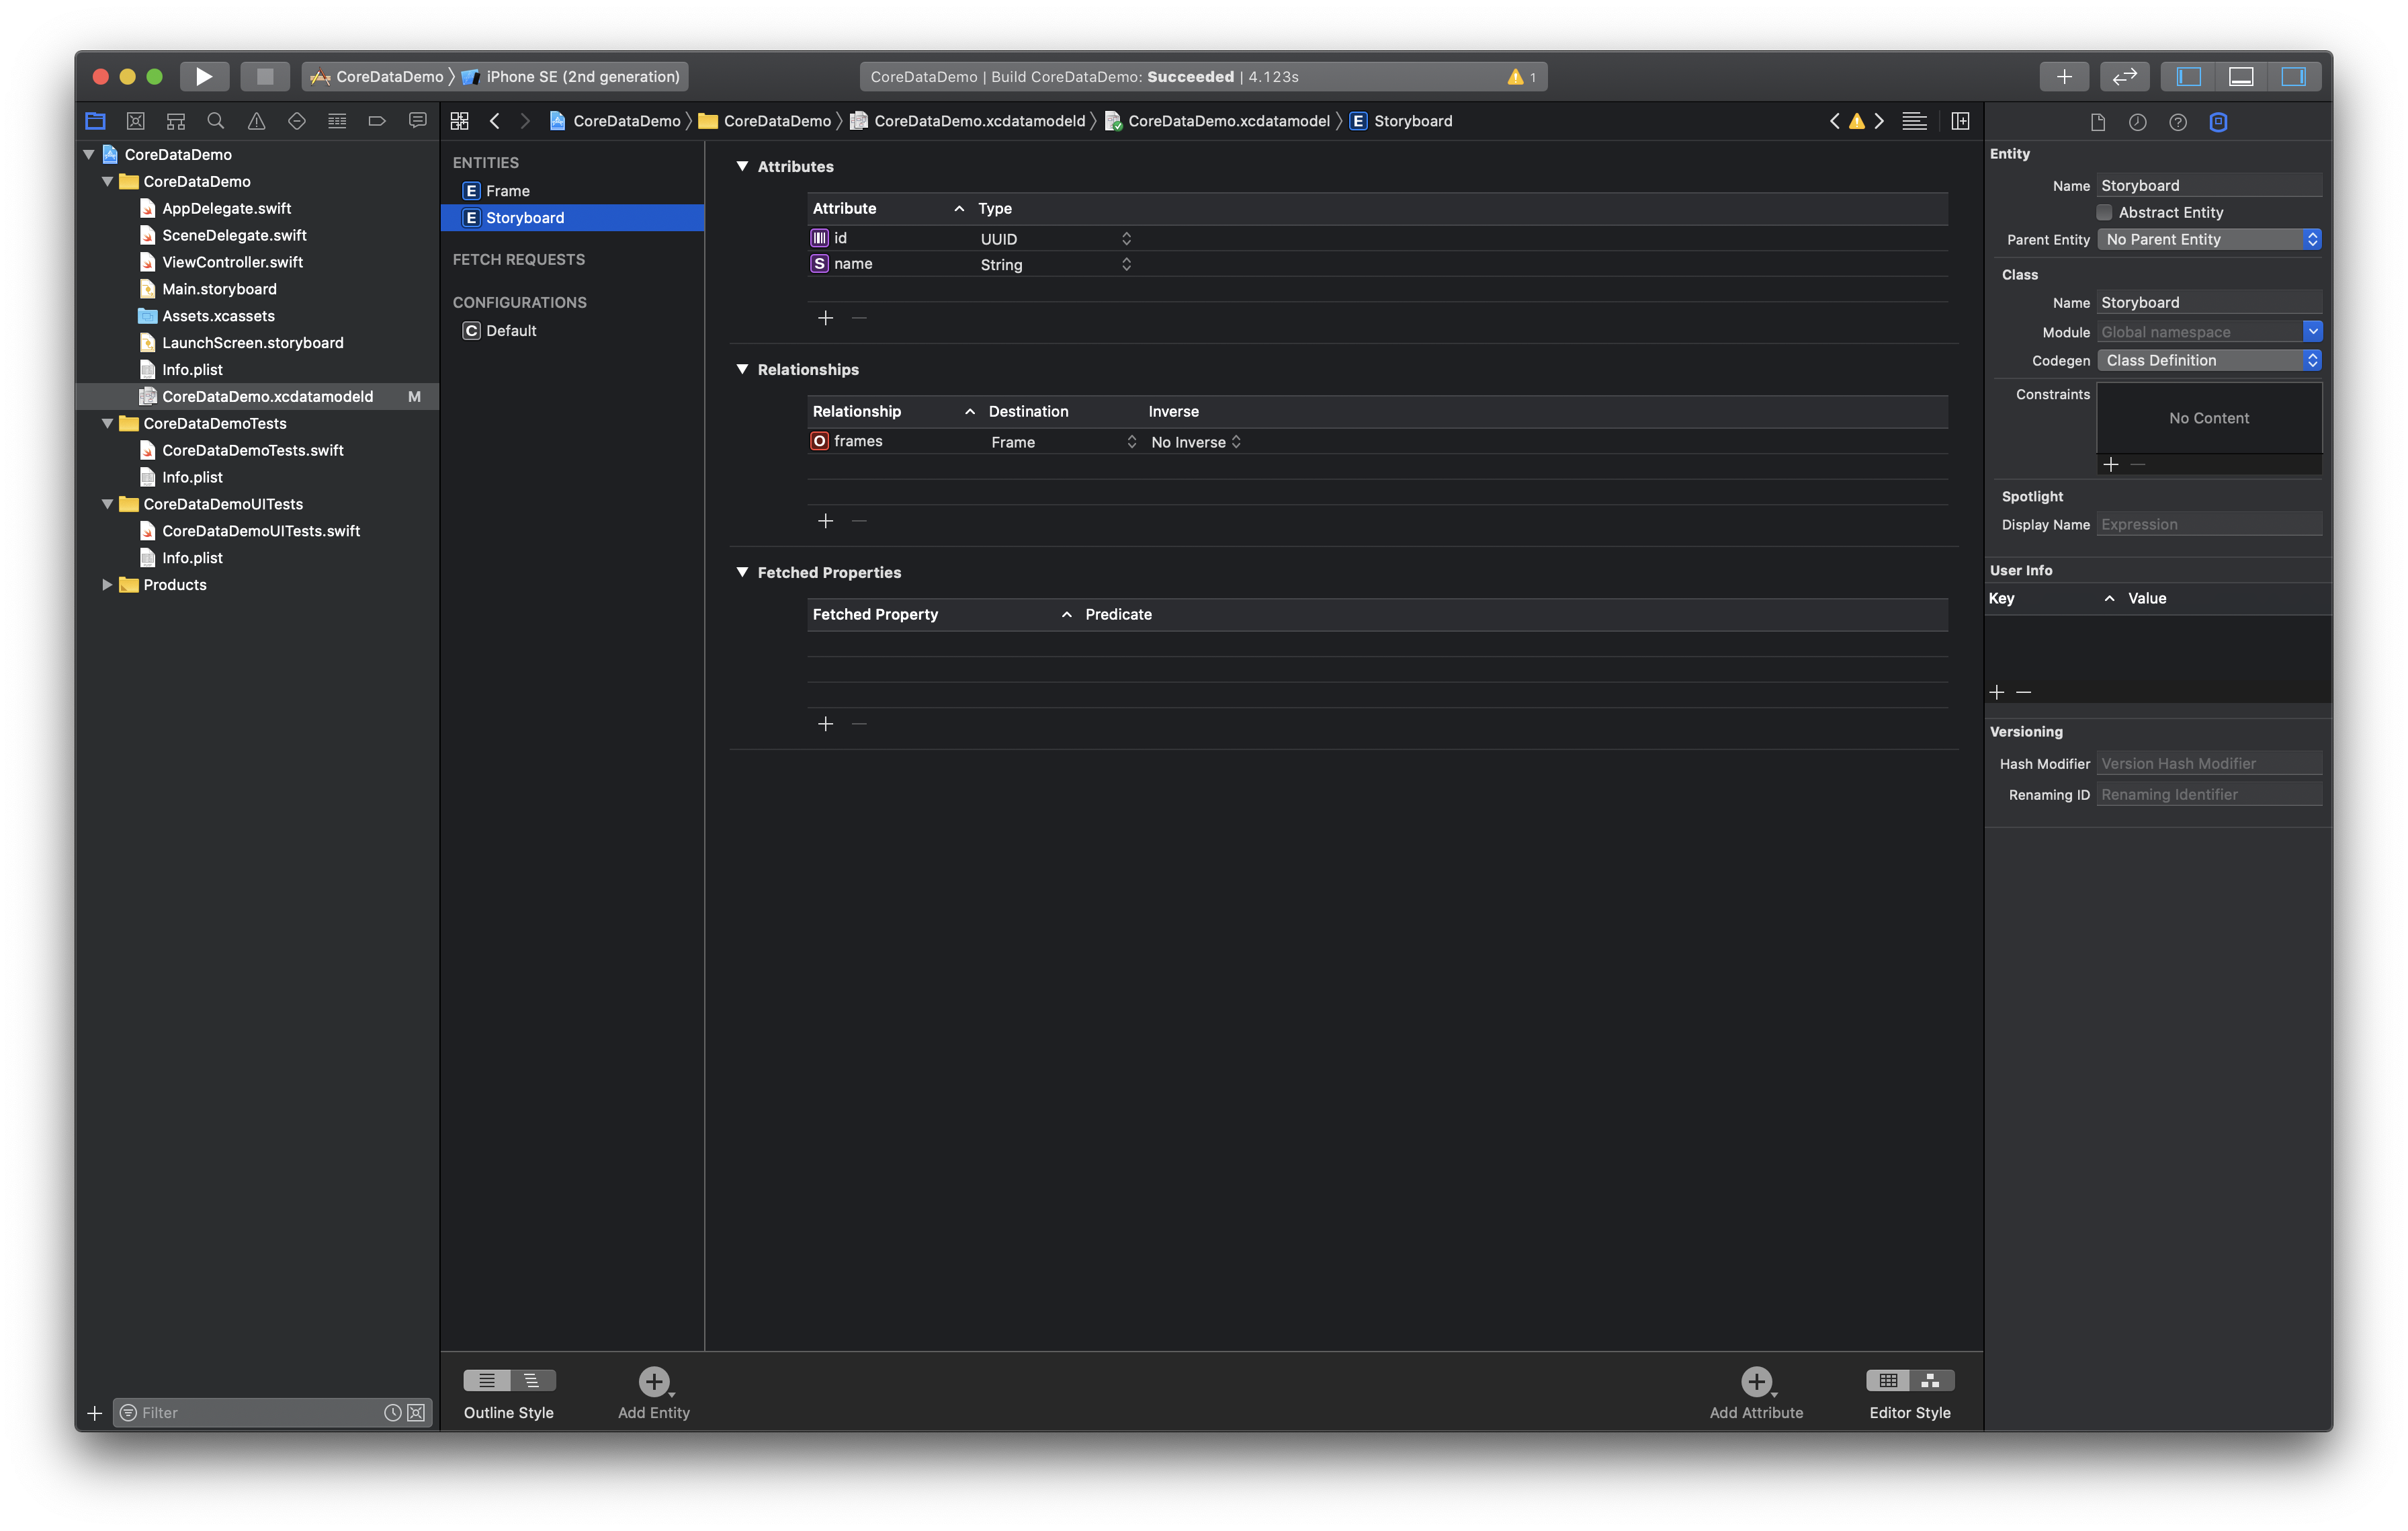 CoreDataDemo
iPhone SE (2nd generation)
CoreDataDemo | Build CoreDataDemo: Succeeded | 4.123s
1
CoreDataDemo
CoreDataDemo
CoreDataDemo.xcdatamodeld
CoreDataDemo.xcdatamodel
E Storyboard
CoreDataDemo
CoreDataDemo
AppDelegate.swift
SceneDelegate.swift
ViewController.swift
Main.storyboard
Assets.xcassets
LaunchScreen.storyboard
Info.plist
CoreDataDemo.xcdatamodeld M
CoreDataDemoTests
CoreDataDemoTests.swift
Info.plist
CoreDataDemoUITests
CoreDataDemoUITests.swift
Info.plist
Products
Filter
ENTITIES
E Frame
E Storyboard
FETCH REQUESTS
CONFIGURATIONS
C Default
Attributes
Attribute Type
id UUID
S name String
Relationships
Relationship Destination Inverse
O frames Frame No Inverse
Fetched Properties
Fetched Property Predicate
Outline Style
Add Entity
Add Attribute
Editor Style
Entity
Name Storyboard
Abstract Entity
Parent Entity No Parent Entity
Class
Name Storyboard
Module Global namespace
Codegen Class Definition
Constraints
No Content
Spotlight
Display Name Expression
User Info
Key Value
Versioning
Hash Modifier Version Hash Modifier
Renaming ID Renaming Identifier